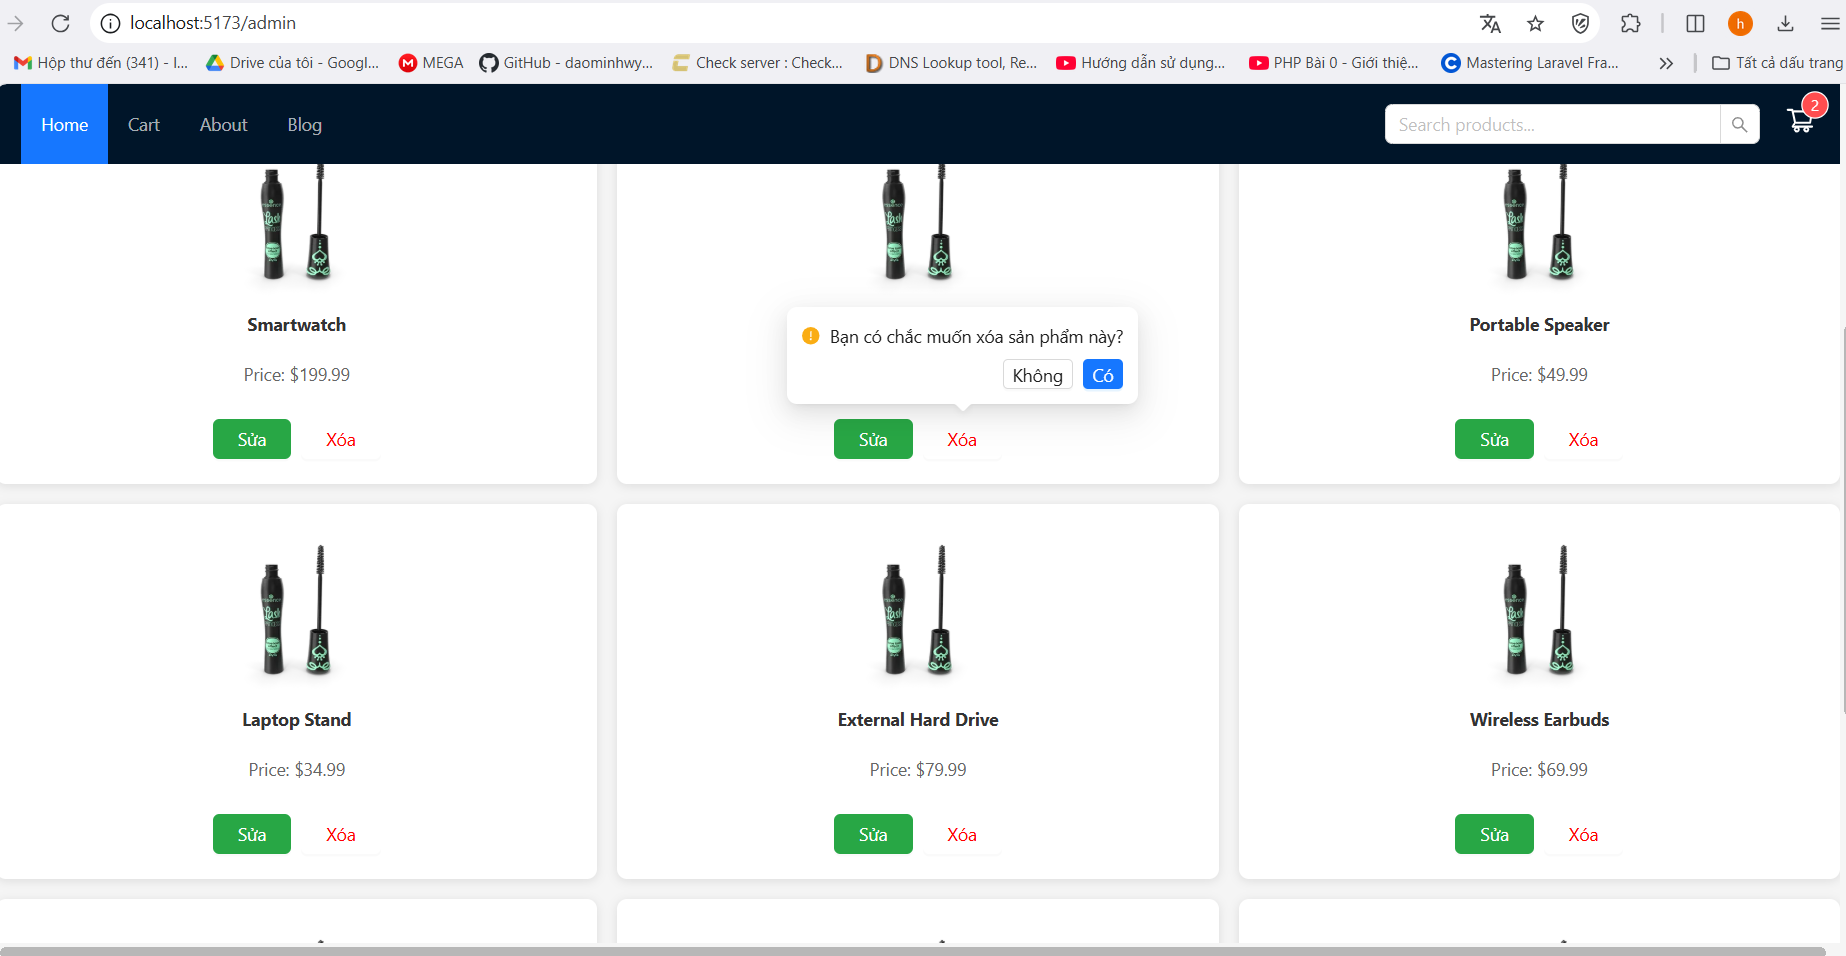 localhost:5173/admin
h
Hộp thư đến (341) - I...
Drive của tôi - Googl...
MEGA
GitHub - daominhwy...
Check server : Check...
DNS Lookup tool, Re...
Hướng dẫn sử dụng...
PHP Bài 0 - Giới thiệ...
Mastering Laravel Fra...
Tất cả dấu trang
Home
Cart
About
Blog
Search products...
2
Smartwatch
Price: $199.99
Sửa
Xóa
Bạn có chắc muốn xóa sản phẩm này?
Không
Có
Sửa
Xóa
Portable Speaker
Price: $49.99
Sửa
Xóa
Laptop Stand
Price: $34.99
Sửa
Xóa
External Hard Drive
Price: $79.99
Sửa
Xóa
Wireless Earbuds
Price: $69.99
Sửa
Xóa